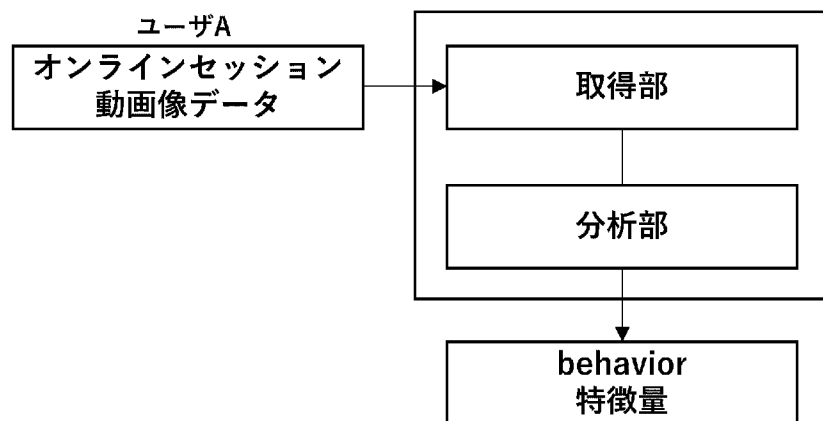 ユーザA
オンラインセッション
動画像データ
取得部
分析部
behavior
特徴量